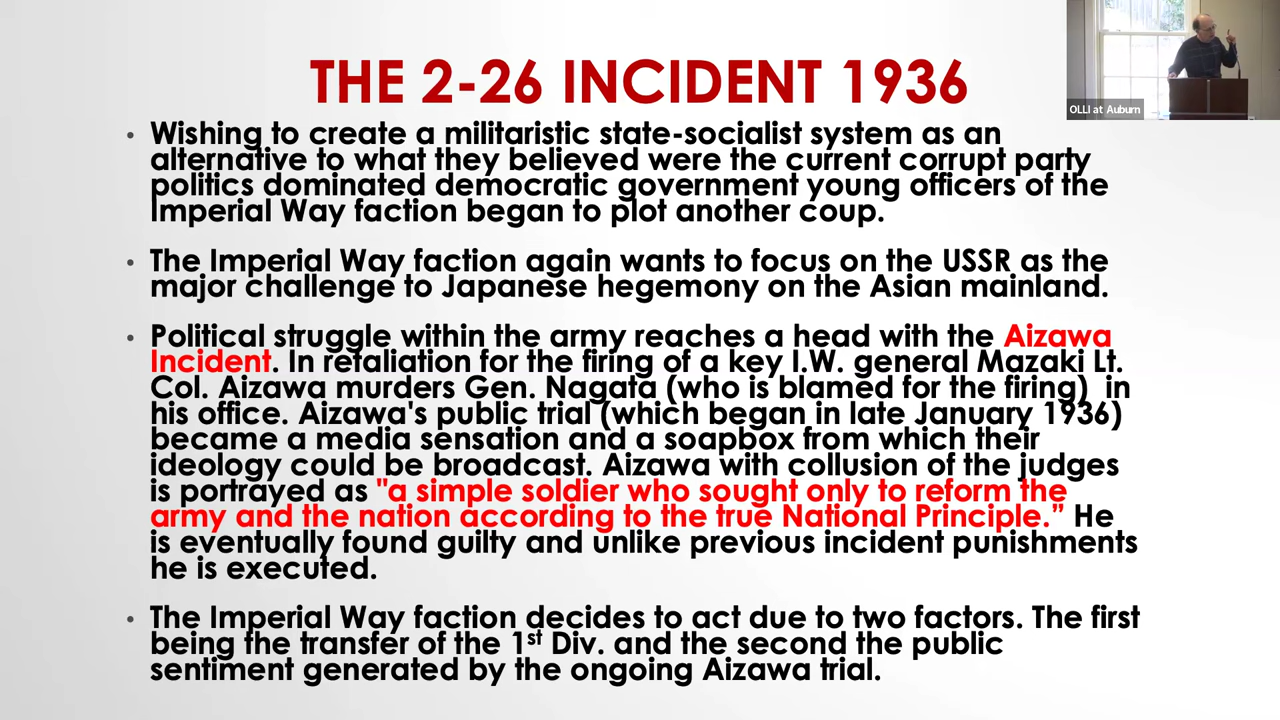 THE 2-26 INCIDENT 1936
OLLI at Auburn
• Wishing to create a militaristic state-socialist system as an
alternative to what they believed were the current corrupt party
politics dominated democratic government young officers of the
Imperial Way faction began to plot another coup.
• The Imperial Way faction again wants to focus on the USSR as the
major challenge to Japanese hegemony on the Asian mainland.
• Political struggle within the army reaches a head with the Aizawa
Incident. In retaliation for the firing of a key I.W. general Mazaki Lt.
Col. Aizawa murders Gen. Nagata (who is blamed for the firing) in
his office. Aizawa's public trial (which began in late January 1936)
became a media sensation and a soapbox from which their
ideology could be broadcast. Aizawa with collusion of the judges
is portrayed as "a simple soldier who sought only to reform the
army and the nation according to the true National Principle.” He
is eventually found guilty and unlike previous incident punishments
he is executed.
• The Imperial Way faction decides to act due to two factors. The first
being the transfer of the 1st Div. and the second the public
sentiment generated by the ongoing Aizawa trial.